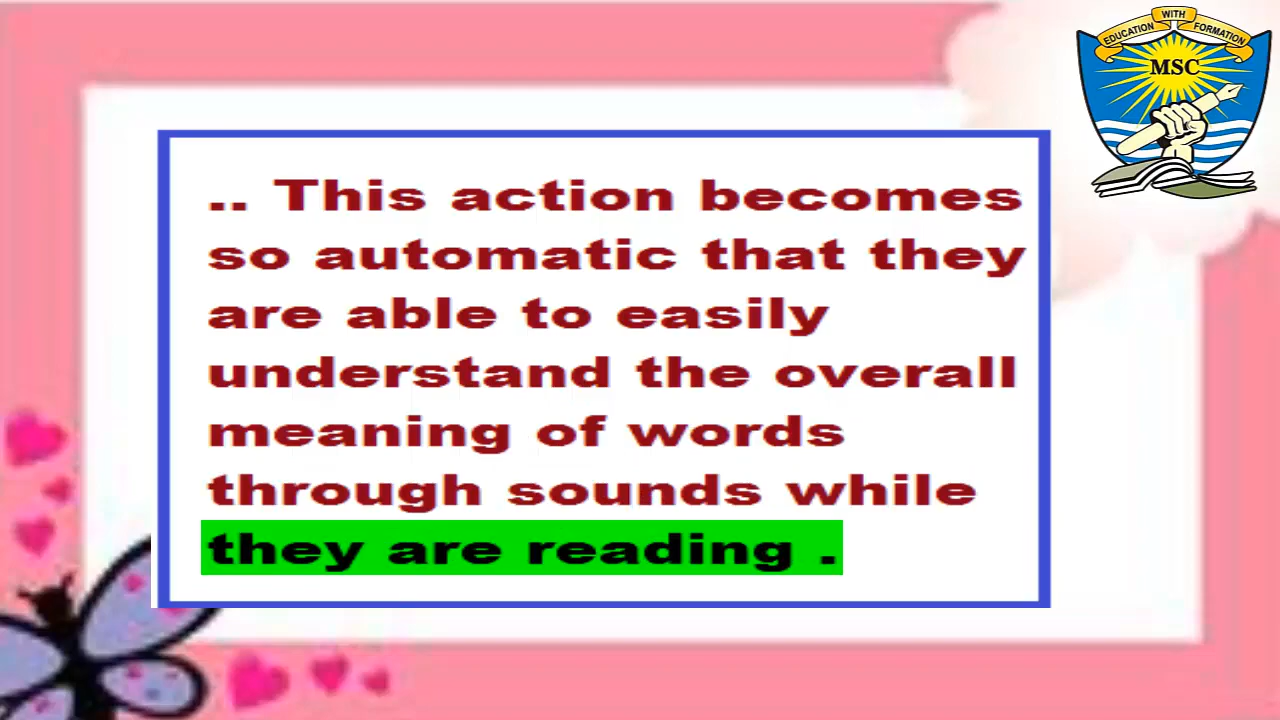 EDUCATION WITH FORMATION
MSC
.. This action becomes
so automatic that they
are able to easily
understand the overall
meaning of words
through sounds while
they are reading .